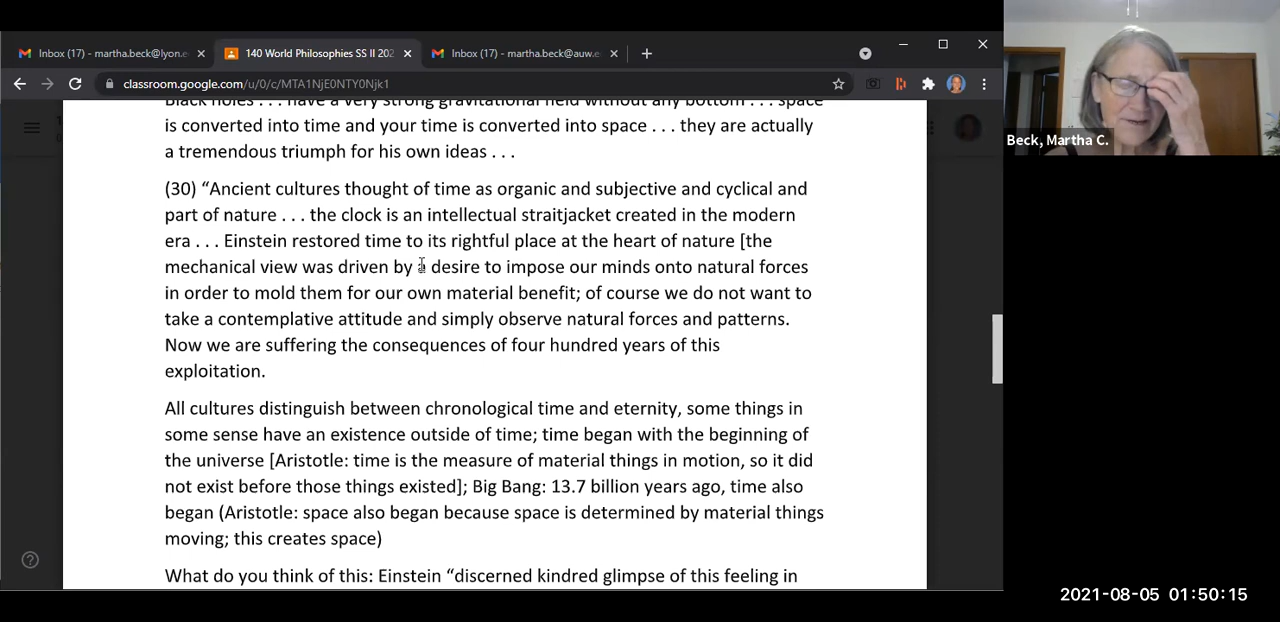 Inbox (17) - martha.beck@lyon.e
140 World Philosophies SS II 202
Inbox (17) - martha.beck@auw.e
classroom.google.com/u/0/c/MTA1NjE0NTY0Njk1
Black holes . . . have a very strong gravitational field without any bottom . . . space
is converted into time and your time is converted into space . . . they are actually
a tremendous triumph for his own ideas . . .
(30) “Ancient cultures thought of time as organic and subjective and cyclical and
part of nature . . . the clock is an intellectual straitjacket created in the modern
era . . . Einstein restored time to its rightful place at the heart of nature [the
mechanical view was driven by a desire to impose our minds onto natural forces
in order to mold them for our own material benefit; of course we do not want to
take a contemplative attitude and simply observe natural forces and patterns.
Now we are suffering the consequences of four hundred years of this
exploitation.
All cultures distinguish between chronological time and eternity, some things in
some sense have an existence outside of time; time began with the beginning of
the universe [Aristotle: time is the measure of material things in motion, so it did
not exist before those things existed]; Big Bang: 13.7 billion years ago, time also
began (Aristotle: space also began because space is determined by material things
moving; this creates space)
What do you think of this: Einstein “discerned kindred glimpse of this feeling in
Beck, Martha C.
2021-08-05 01:50:15